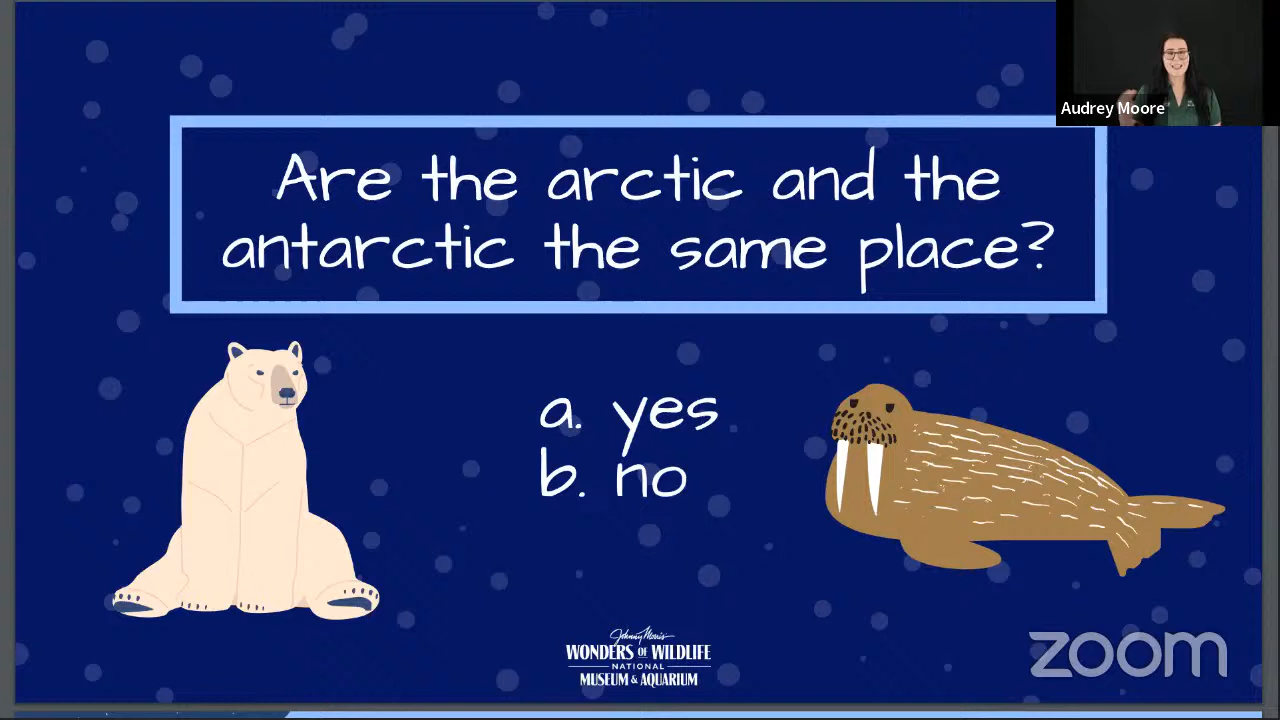 Audrey Moore
Are the arctic and the
antarctic the same place?
a. yes
b. no
Johnny Morris
WONDERS OF WILDLIFE
NATIONAL
MUSEUM & AQUARIUM
zoom